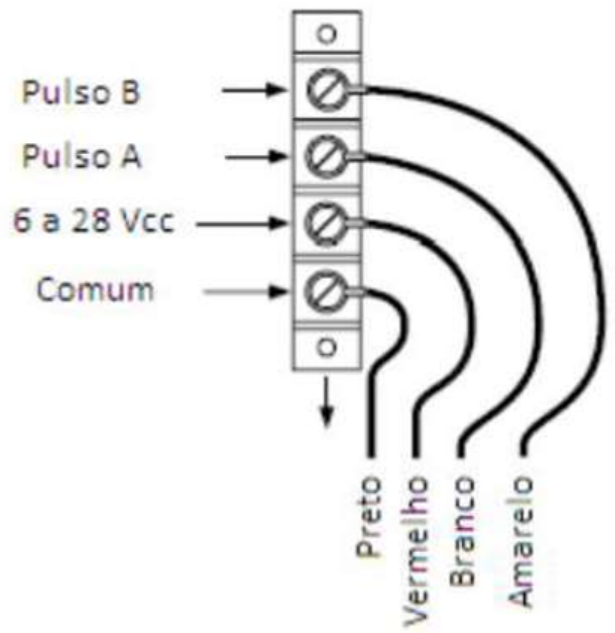 Pulso B
Pulso A
6 a 28 Vcc
Comum
Preto
Vermelho
Branco
Amarelo